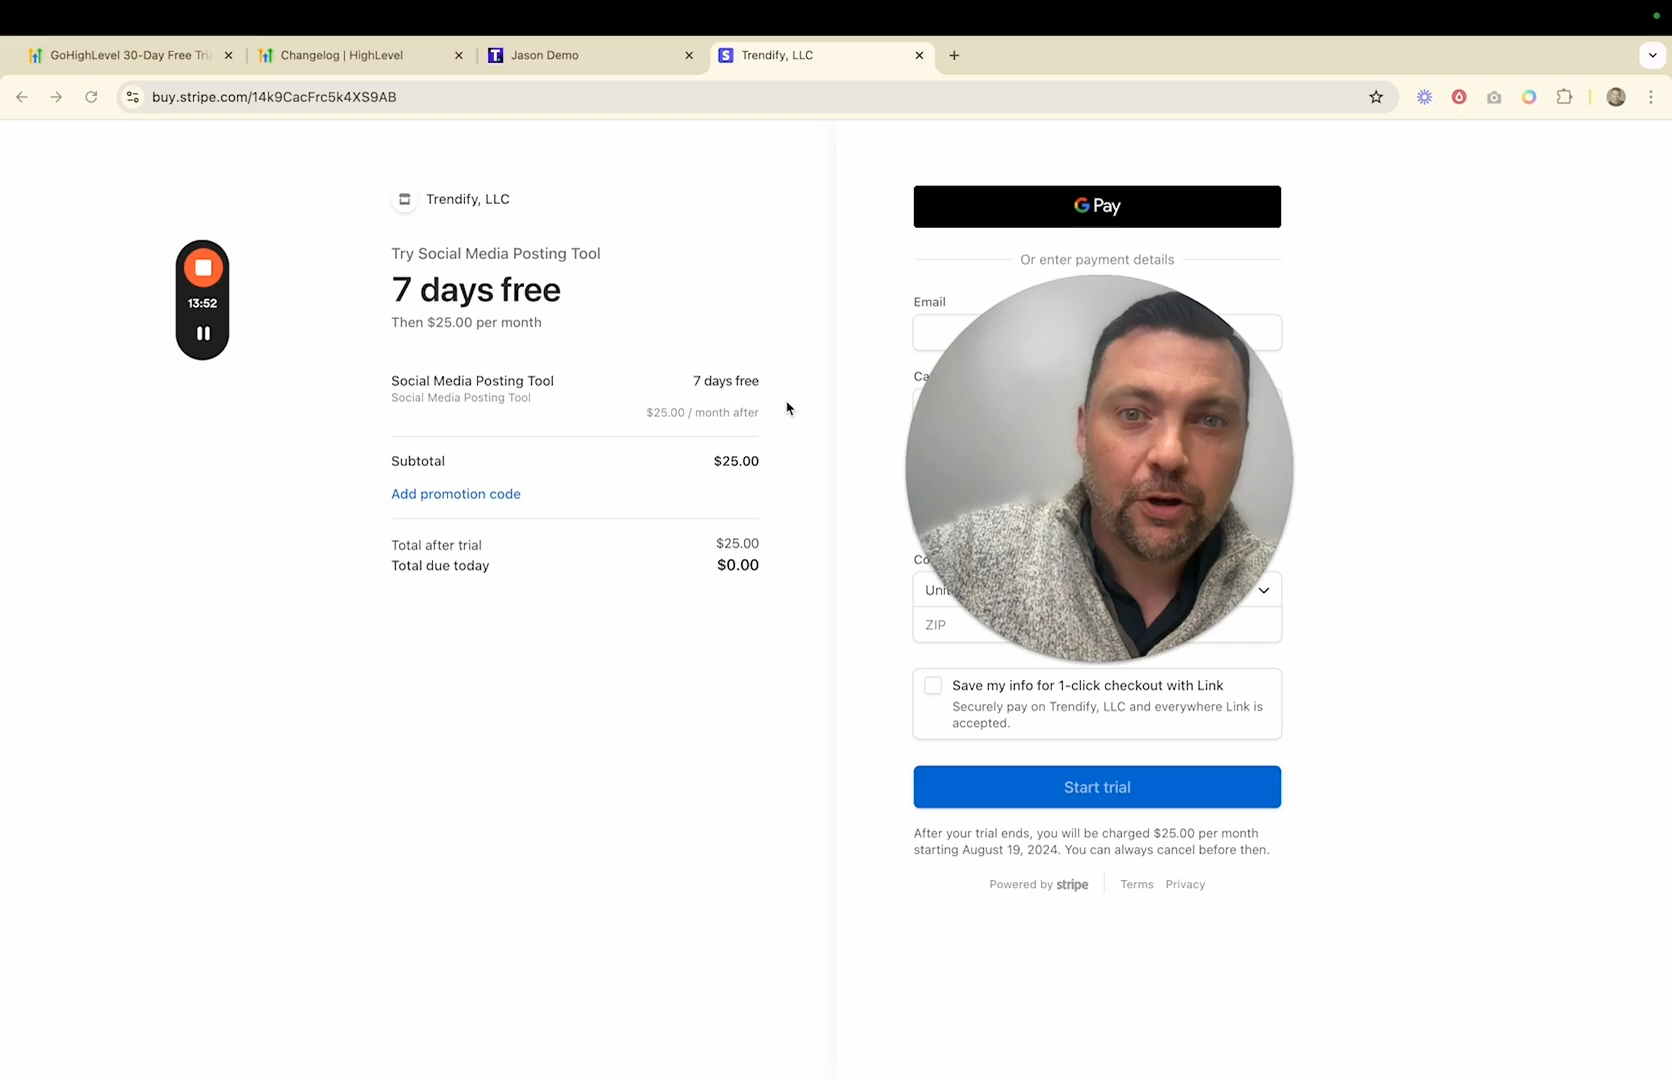 GoHighLevel 30-Day Free Tri
Changelog | HighLevel
Jason Demo
Trendify, LLC
buy.stripe.com/14k9CacFrc5k4XS9AB
Trendify, LLC
Try Social Media Posting Tool
7 days free
Then $25.00 per month
13:52
Social Media Posting Tool
7 days free
Social Media Posting Tool
$25.00 / month after
Subtotal
$25.00
Add promotion code
Total after trial
$25.00
Total due today
$0.00
G Pay
Or enter payment details
Email
Ca
Co
Unit
ZIP
Save my info for 1-click checkout with Link
Securely pay on Trendify, LLC and everywhere Link is
accepted.
Start trial
After your trial ends, you will be charged $25.00 per month
starting August 19, 2024. You can always cancel before then.
Powered by stripe
Terms
Privacy